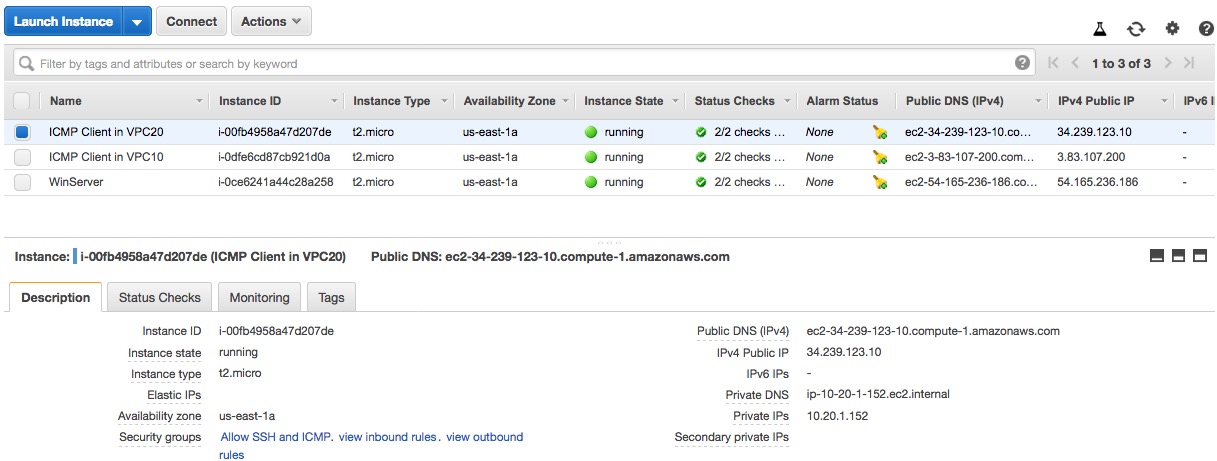 Launch Instance Connect Actions
Filter by tags and attributes or search by keyword 1 to 3 of 3
Name Instance ID Instance Type Availability Zone Instance State Status Checks Alarm Status Public DNS (IPv4) IPv4 Public IP IPv6 I
ICMP Client in VPC20 i-00fb4958a47d207de t2.micro us-east-1a running 2/2 checks ... None ec2-34-239-123-10.co... 34.239.123.10 -
ICMP Client in VPC10 i-0dfe6cd87cb921d0a t2.micro us-east-1a running 2/2 checks ... None ec2-3-83-107-200.com... 3.83.107.200 -
WinServer i-0ce6241a44c28a258 t2.micro us-east-1a running 2/2 checks ... None ec2-54-165-236-186.co... 54.165.236.186 -
Instance: i-00fb4958a47d207de (ICMP Client in VPC20) Public DNS: ec2-34-239-123-10.compute-1.amazonaws.com
Description Status Checks Monitoring Tags
Instance ID i-00fb4958a47d207de Public DNS (IPv4) ec2-34-239-123-10.compute-1.amazonaws.com
Instance state running IPv4 Public IP 34.239.123.10
Instance type t2.micro IPv6 IPs -
Elastic IPs Private DNS ip-10-20-1-152.ec2.internal
Availability zone us-east-1a Private IPs 10.20.1.152
Security groups Allow SSH and ICMP. view inbound rules. view outbound Secondary private IPs
rules